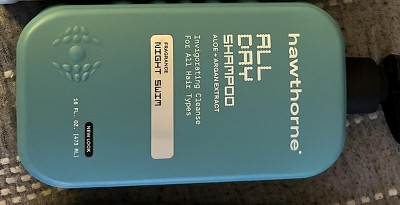 hawthorne®
ALL
DAY
SHAMPOO
ALOE + ARGAN EXTRACT
Invigorating Cleanse
For All Hair Types
FRAGRANCE
NIGHT SWIM
NEW LOOK
16 FL. OZ. (473 mL)